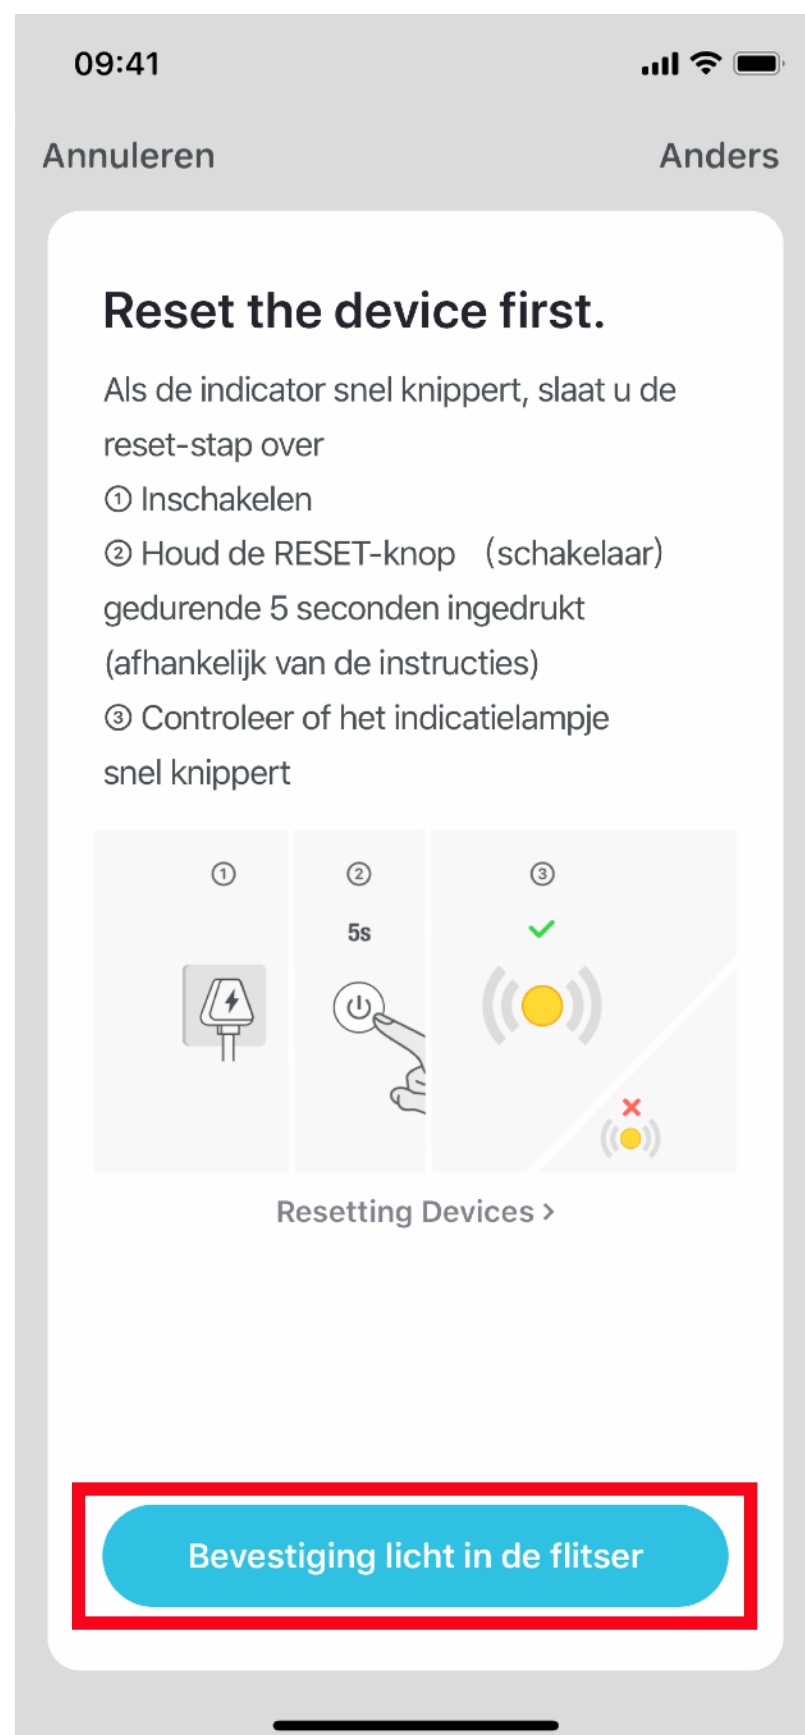 09:41
Annuleren
Anders
Reset the device first.
Als de indicator snel knippert, slaat u de
reset-stap over
① Inschakelen
② Houd de RESET-knop （schakelaar）
gedurende 5 seconden ingedrukt
(afhankelijk van de instructies)
③ Controleer of het indicatielampje
snel knippert
① ② ③
5s
Resetting Devices >
Bevestiging licht in de flitser